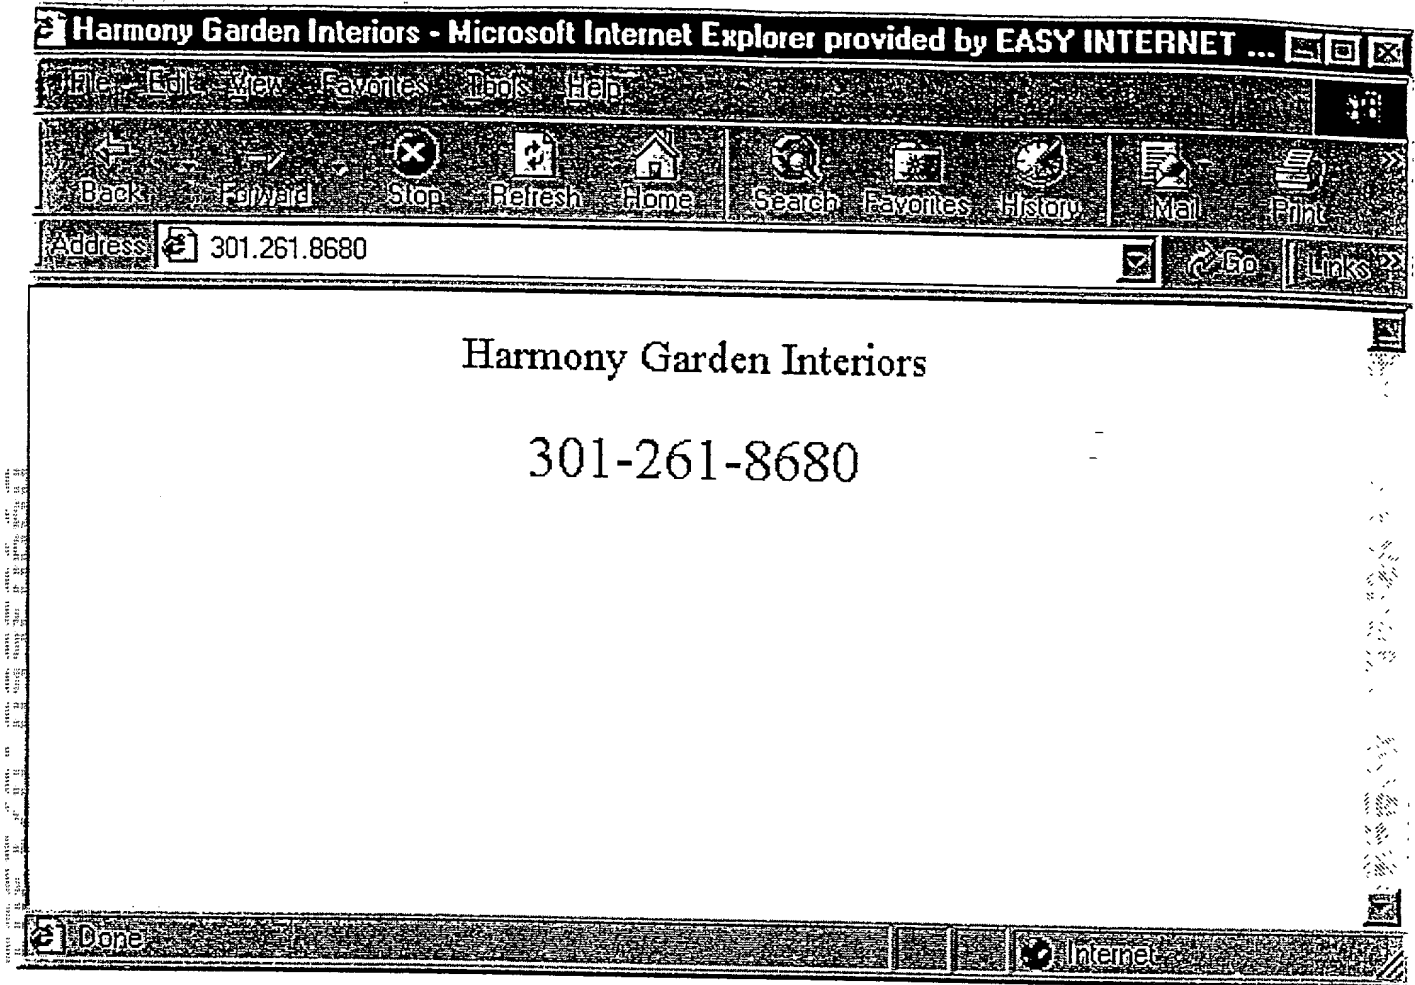 Harmony Garden Interiors - Microsoft Internet Explorer provided by EASY INTERNET ...
File Edit View Favorites Tools Help
Back Forward Stop Refresh Home Search Favorites History Mail Print
Address 301.261.8680 Go Links
Harmony Garden Interiors
301-261-8680
Done Internet